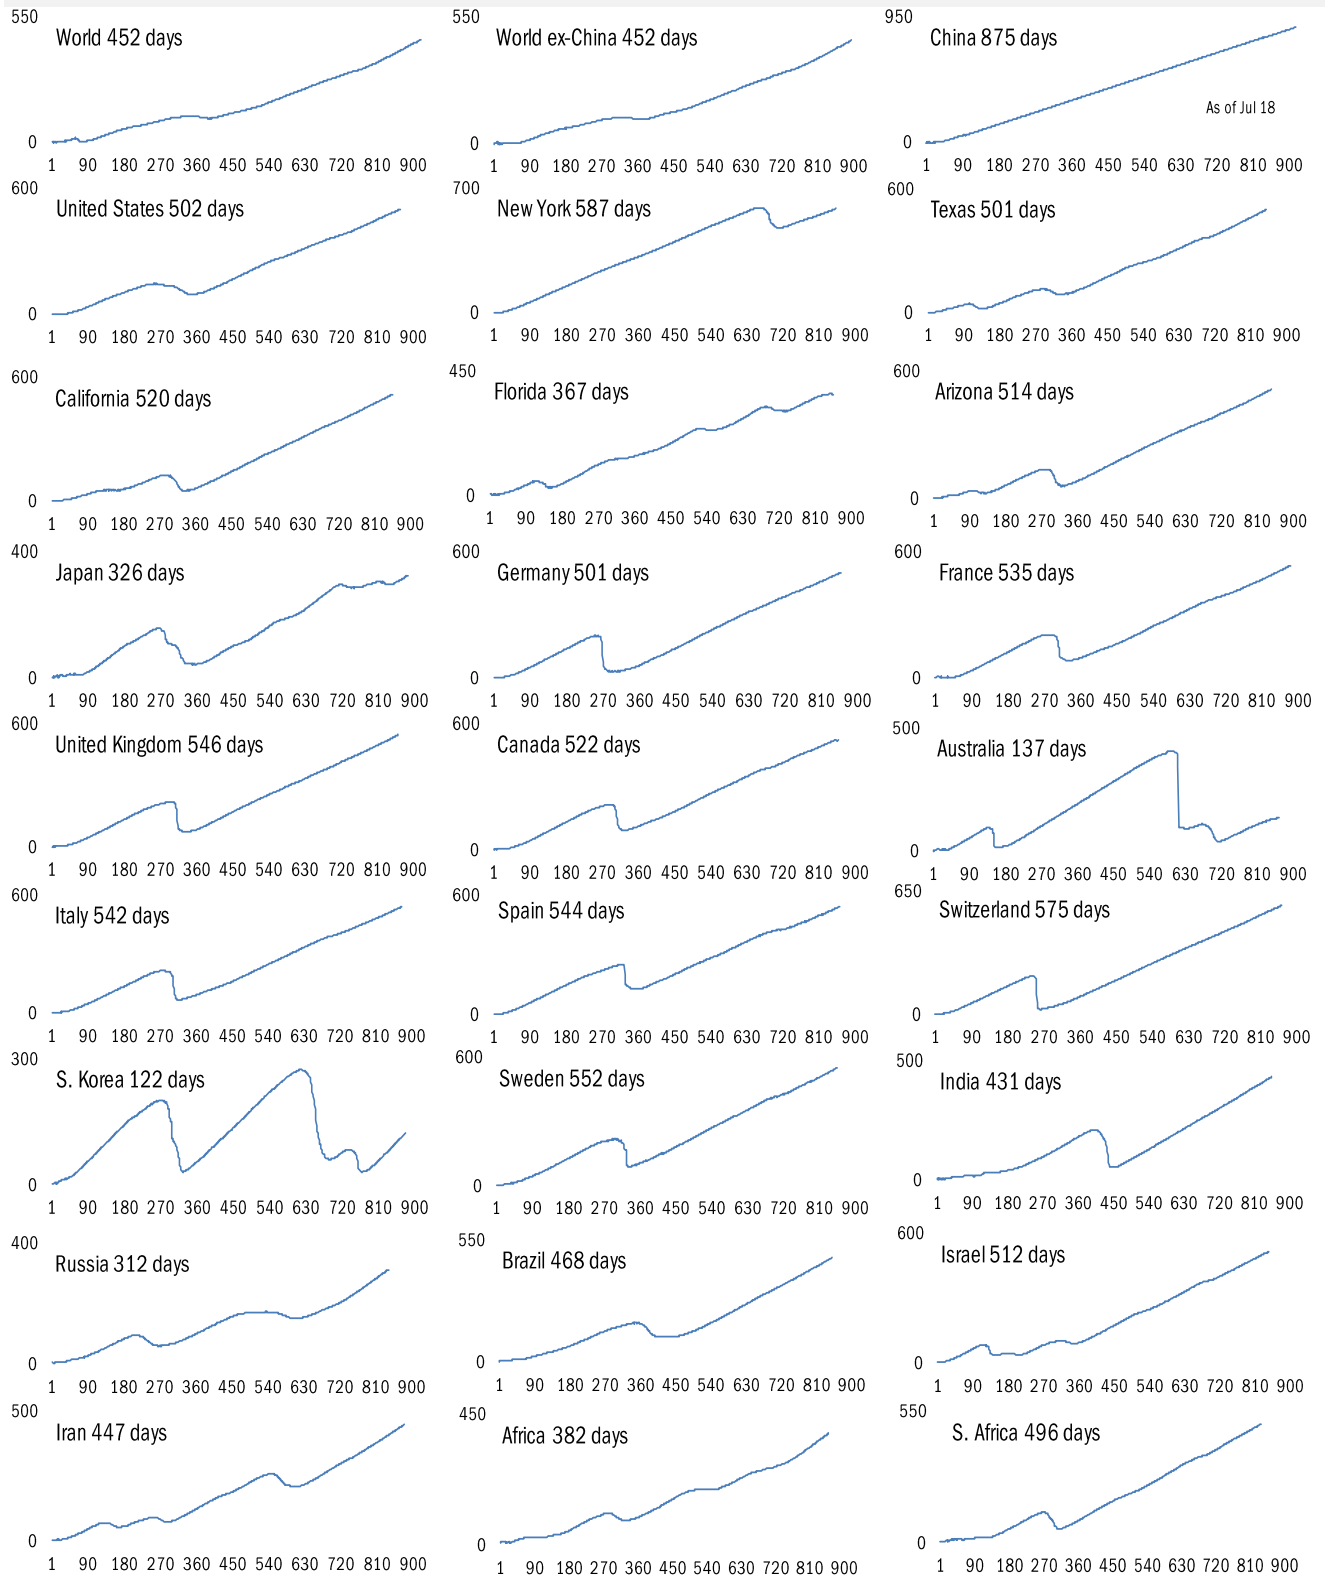 550 550 950
World 452 days World ex-China 452 days China 875 days
As of Jul 18
0 0 0
1 90 180 270 360 450 540 630 720 810 900 1 90 180 270 360 450 540 630 720 810 900 1 90 180 270 360 450 540 630 720 810 900
600 700 600
United States 502 days New York 587 days Texas 501 days
0 0 0
1 90 180 270 360 450 540 630 720 810 900 1 90 180 270 360 450 540 630 720 810 900 1 90 180 270 360 450 540 630 720 810 900
600 450 600
California 520 days Florida 367 days Arizona 514 days
0 0 0
1 90 180 270 360 450 540 630 720 810 900 1 90 180 270 360 450 540 630 720 810 900 1 90 180 270 360 450 540 630 720 810 900
400 600 600
Japan 326 days Germany 501 days France 535 days
0 0 0
1 90 180 270 360 450 540 630 720 810 900 1 90 180 270 360 450 540 630 720 810 900 1 90 180 270 360 450 540 630 720 810 900
600 600 500
United Kingdom 546 days Canada 522 days Australia 137 days
0 0 0
1 90 180 270 360 450 540 630 720 810 900 1 90 180 270 360 450 540 630 720 810 900 1 90 180 270 360 450 540 630 720 810 900
600 600 650
Italy 542 days Spain 544 days Switzerland 575 days
0 0 0
1 90 180 270 360 450 540 630 720 810 900 1 90 180 270 360 450 540 630 720 810 900 1 90 180 270 360 450 540 630 720 810 900
300 600 500
S. Korea 122 days Sweden 552 days India 431 days
0 0 0
1 90 180 270 360 450 540 630 720 810 900 1 90 180 270 360 450 540 630 720 810 900 1 90 180 270 360 450 540 630 720 810 900
400 550 600
Russia 312 days Brazil 468 days Israel 512 days
0 0 0
1 90 180 270 360 450 540 630 720 810 900 1 90 180 270 360 450 540 630 720 810 900 1 90 180 270 360 450 540 630 720 810 900
500 450 550
Iran 447 days Africa 382 days S. Africa 496 days
0 0 0
1 90 180 270 360 450 540 630 720 810 900 1 90 180 270 360 450 540 630 720 810 900 1 90 180 270 360 450 540 630 720 810 900